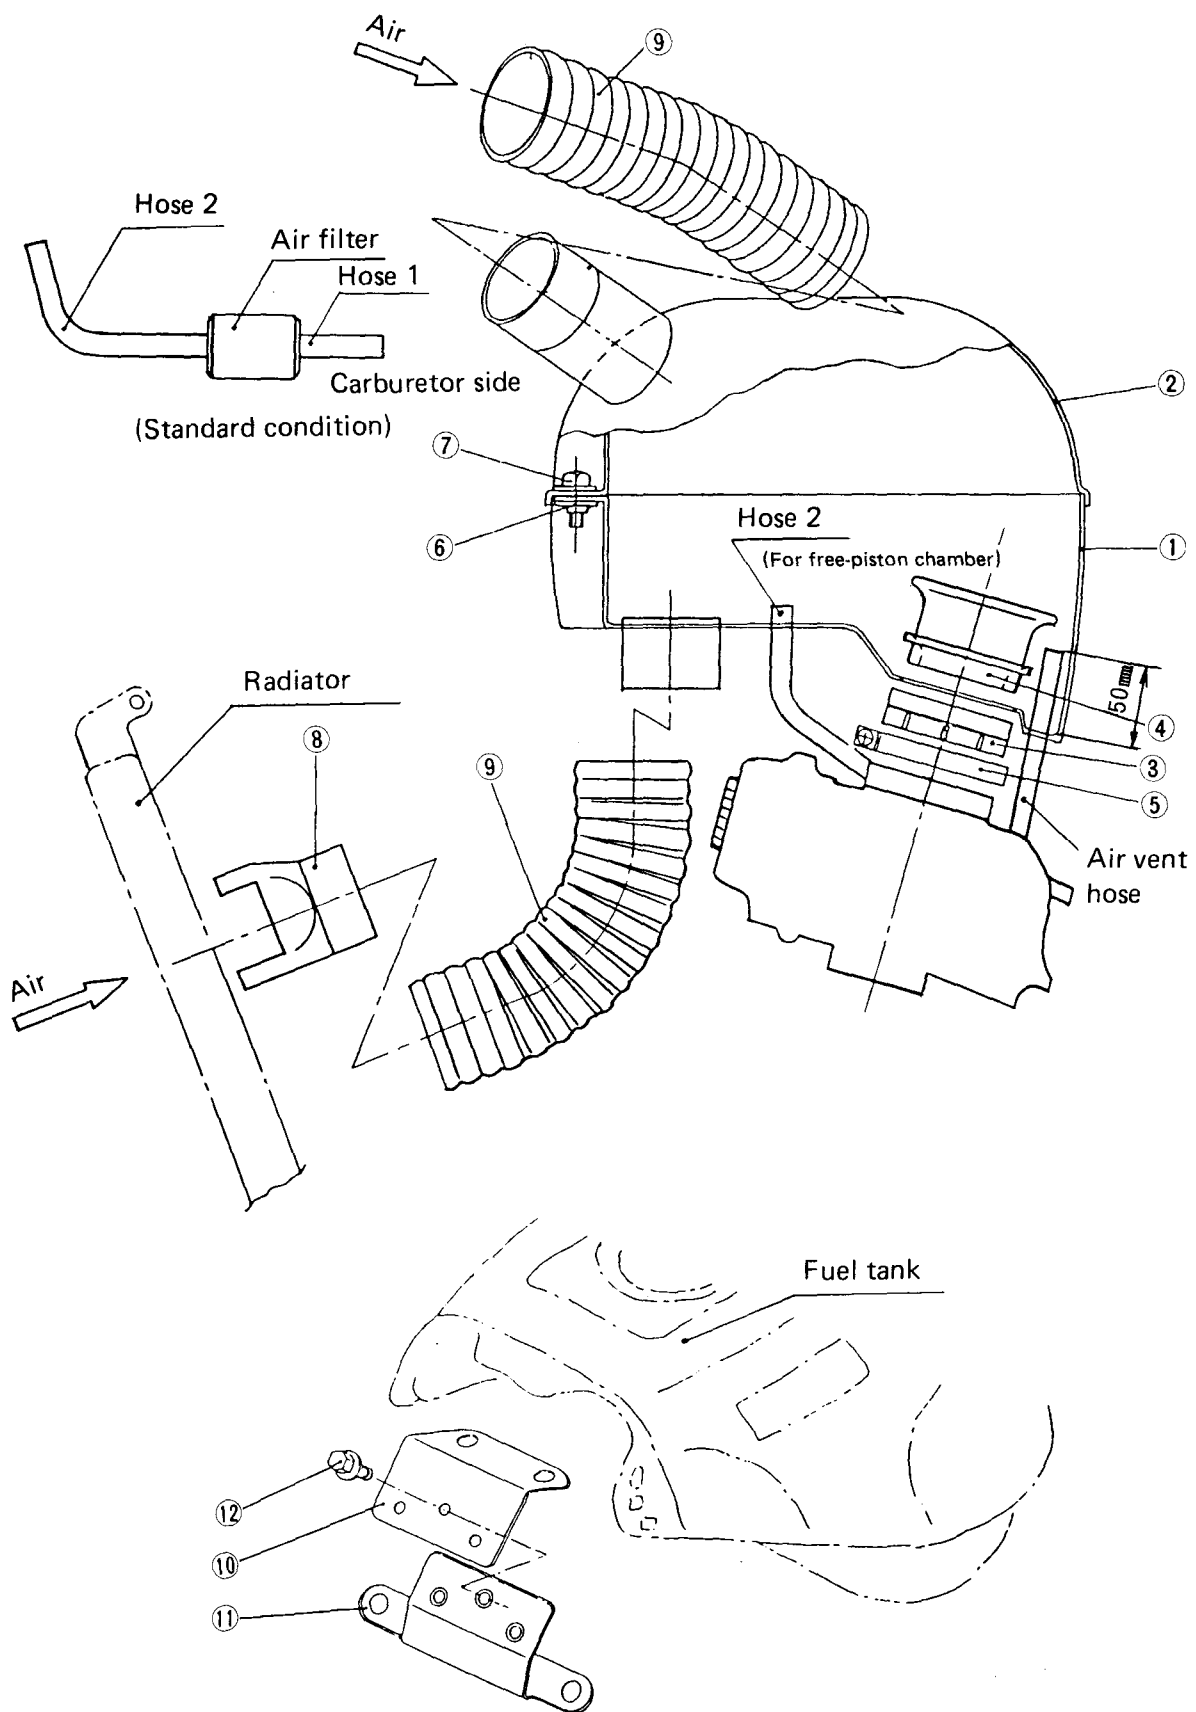 Air
⑨
Hose 2
Air filter
Hose 1
Carburetor side
(Standard condition)
②
⑦
⑥
Hose 2
(For free-piston chamber)
①
Radiator
50㎜
④
⑧
⑨
③
⑤
Air vent
hose
Air
Fuel tank
⑫
⑩
⑪